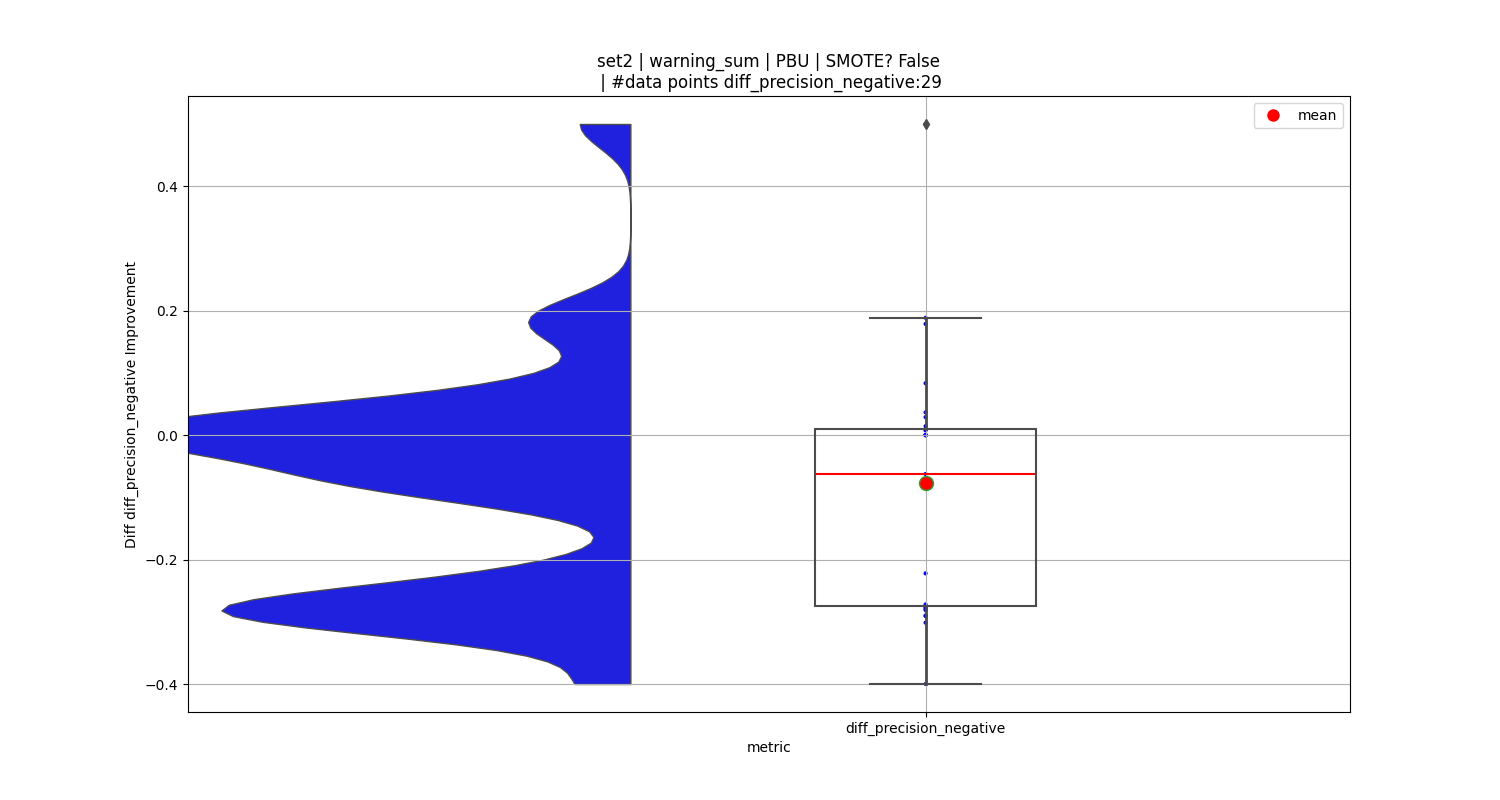 set2 | warning_sum | PBU | SMOTE? False
| #data points diff_precision_negative:29
mean
0.4
0.2
0.0
−0.2
−0.4
Diff diff_precision_negative Improvement
diff_precision_negative
metric